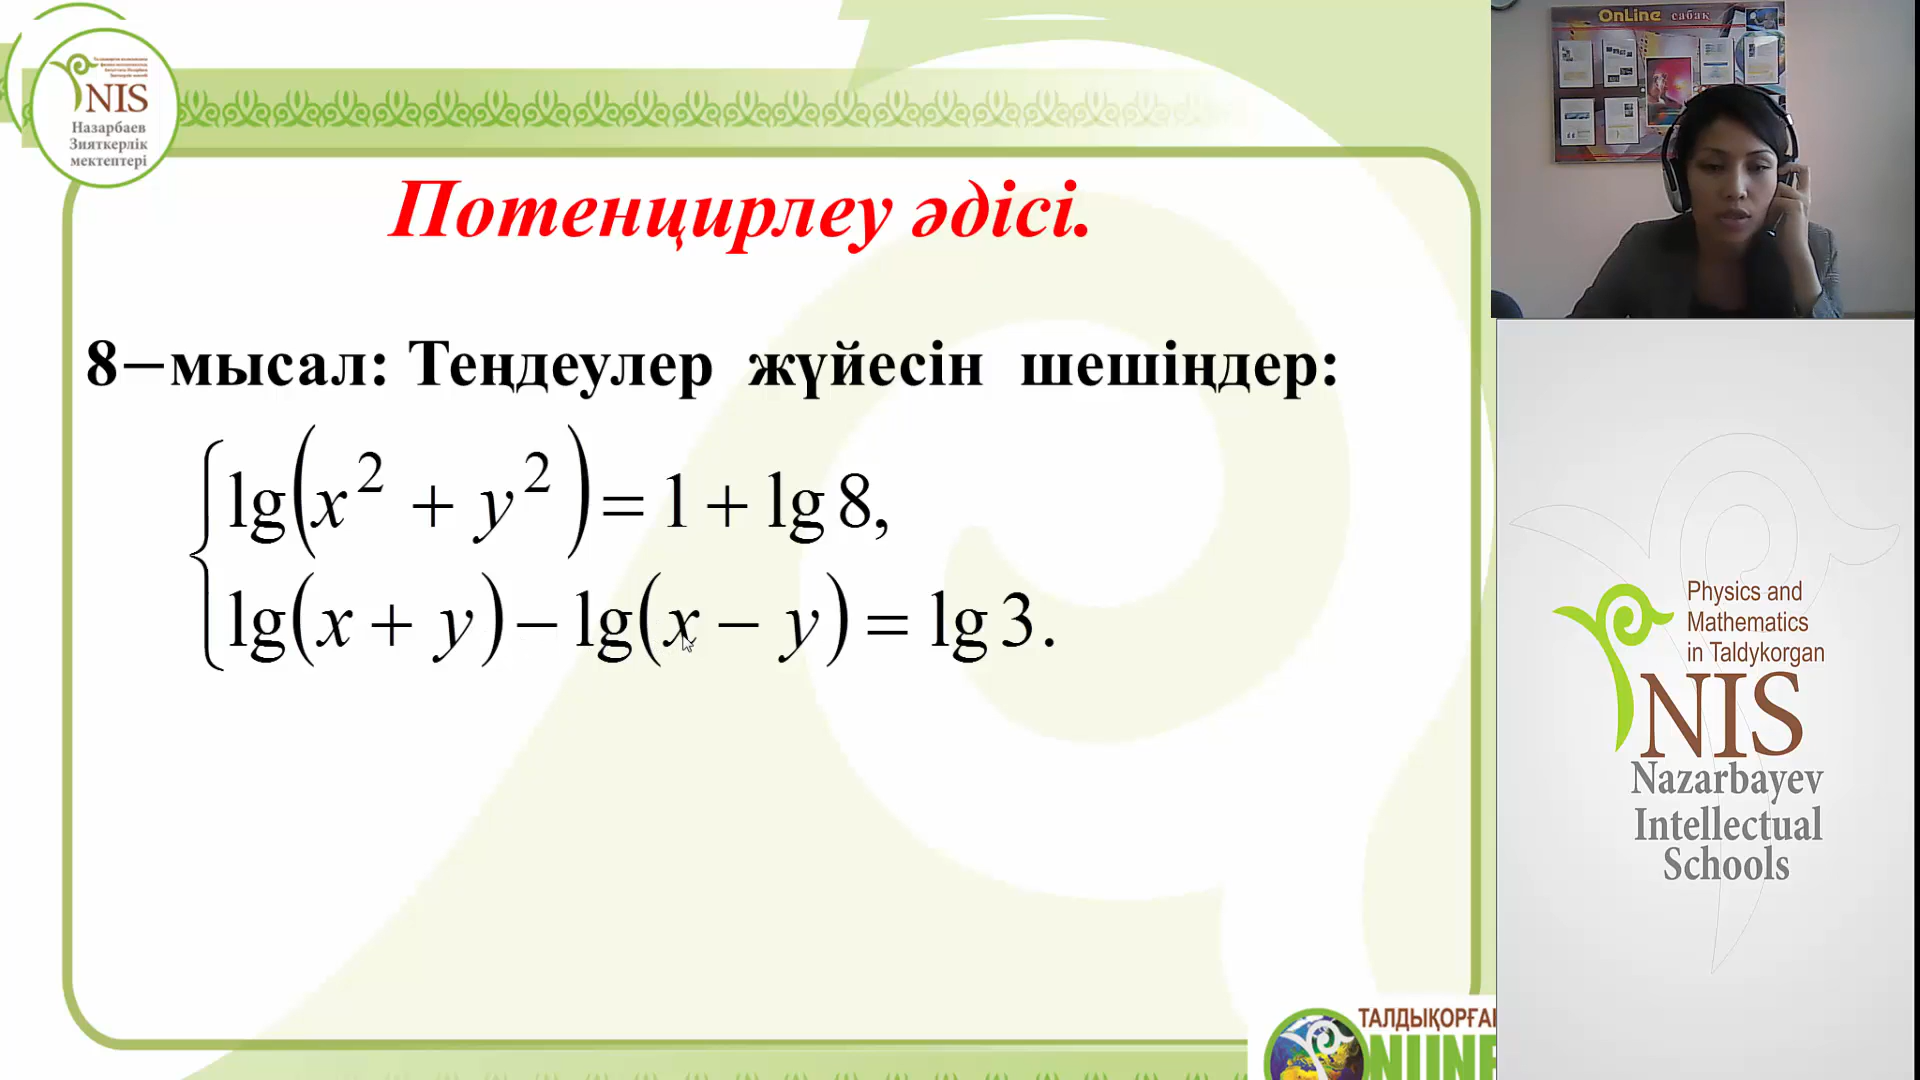 NIS
Назарбаев
Зияткерлік
мектептері
Потенцирлеу әдісі.
8–мысал: Теңдеулер жүйесін шешіңдер:
lg(x² + y²) = 1 + lg 8,
lg(x + y) − lg(x − y) = lg 3.
OnLine сабақ
Physics and
Mathematics
in Taldykorgan
NIS
Nazarbayev
Intellectual
Schools
ТАЛДЫҚОРҒА